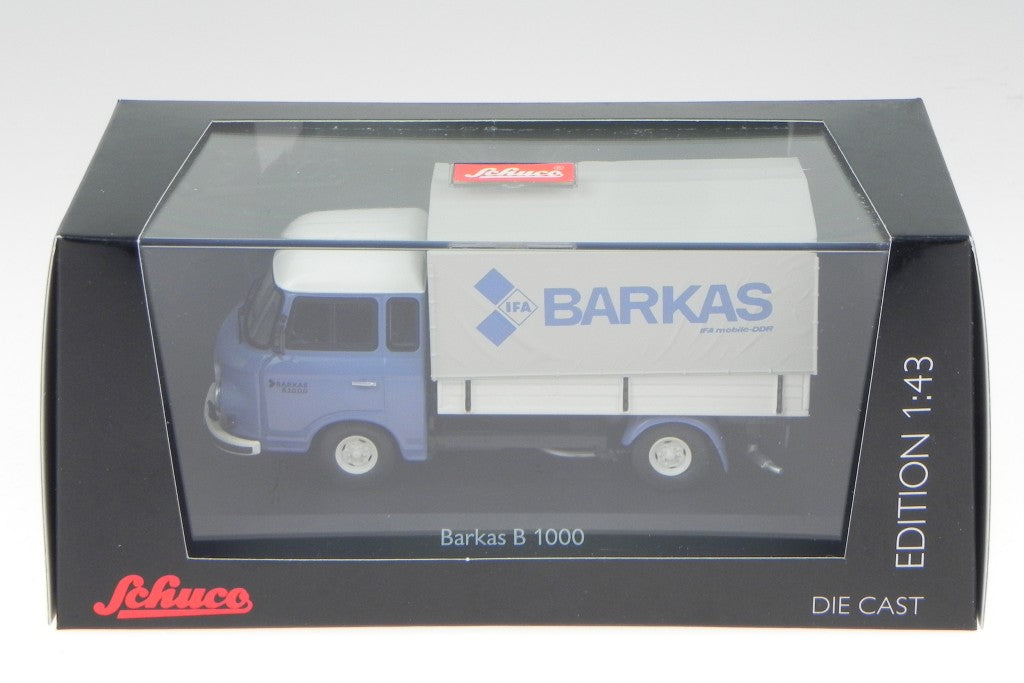 Schuco
IFA
BARKAS
IFA mobile-DDR
BARKAS
B1000
Barkas B 1000
EDITION 1:43
Schuco
DIE CAST